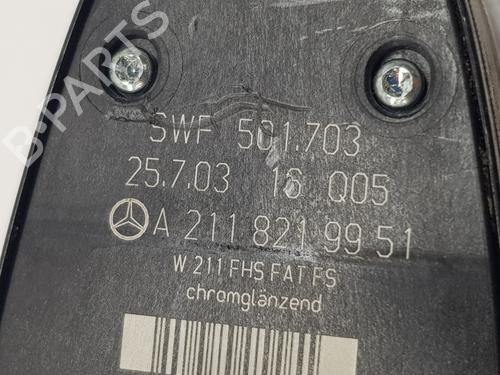 SWF 501.703
25.7.03 16 Q05
A 211 821 99 51
W 211 FHS FAT FS
chromglänzend
B-PARTS